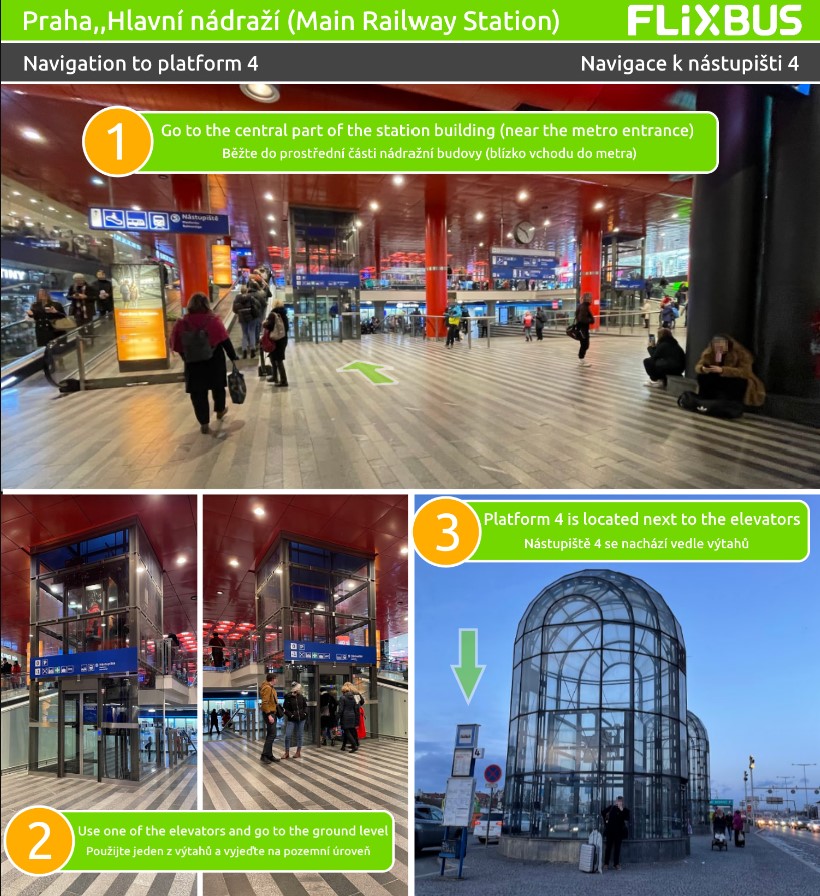 Praha,,Hlavní nádraží (Main Railway Station)
FLiXBUS
Navigation to platform 4
Navigace k nástupišti 4
1
Go to the central part of the station building (near the metro entrance)
Běžte do prostřední části nádražní budovy (blízko vchodu do metra)
Nástupiště
3
Platform 4 is located next to the elevators
Nástupiště 4 se nachází vedle výtahů
4
2
Use one of the elevators and go to the ground level
Použijte jeden z výtahů a vyjeďte na pozemní úroveň